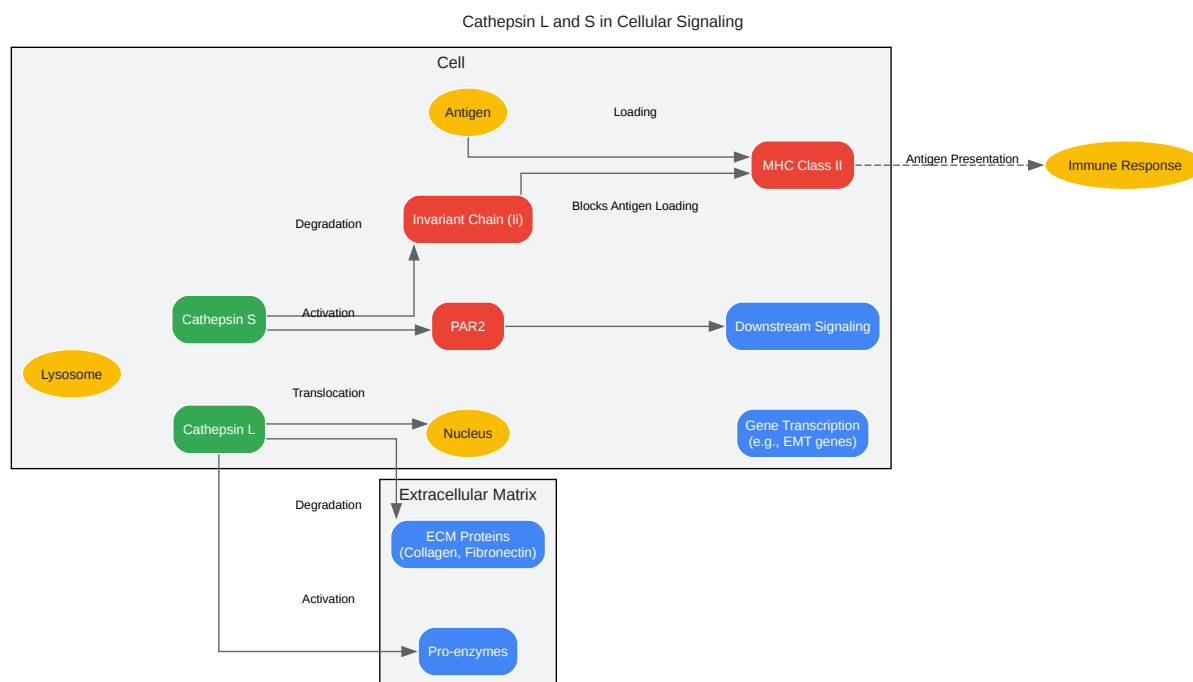 Cathepsin L and S in Cellular Signaling
Cell
Antigen
Loading
MHC Class II
Antigen Presentation
Immune Response
Invariant Chain (Ii)
Blocks Antigen Loading
Degradation
Cathepsin S
Activation
PAR2
Downstream Signaling
Lysosome
Translocation
Cathepsin L
Nucleus
Gene Transcription
(e.g., EMT genes)
Extracellular Matrix
Degradation
ECM Proteins
(Collagen, Fibronectin)
Activation
Pro-enzymes